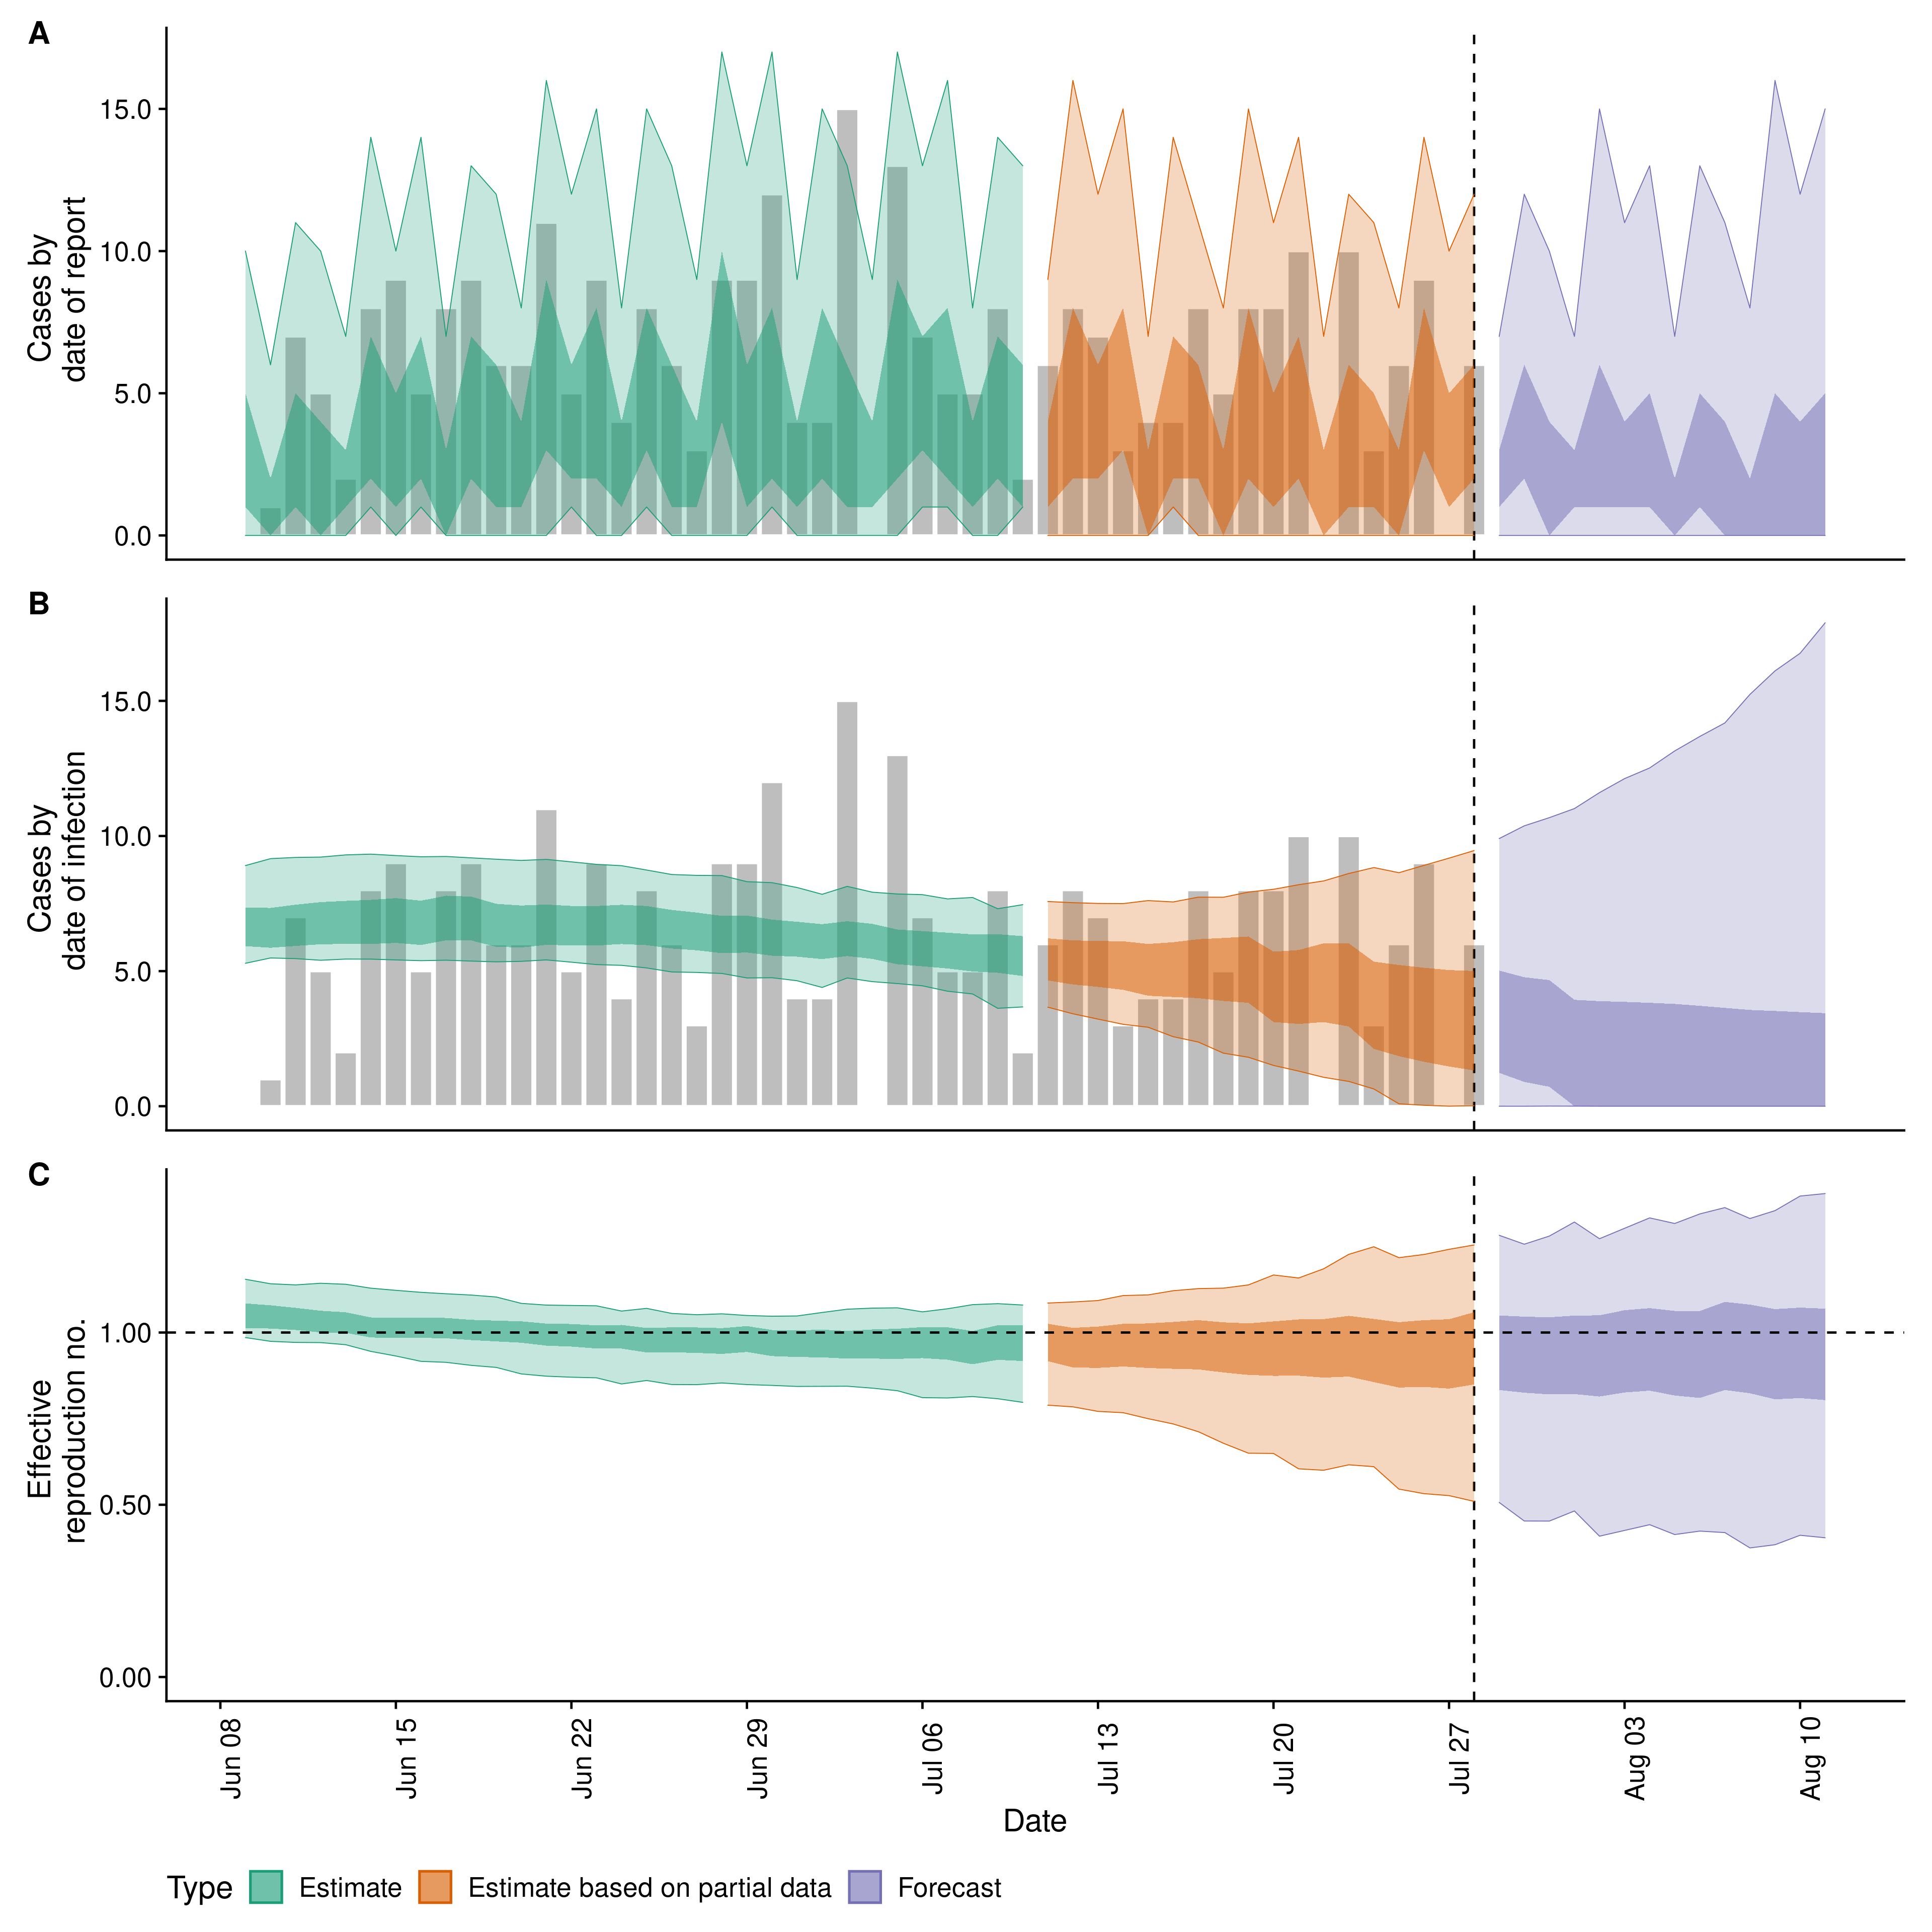 A
Cases by
date of report
15.0
10.0
5.0
0.0
B
Cases by
date of infection
15.0
10.0
5.0
0.0
C
Effective
reproduction no.
1.00
0.50
0.00
Jun 08
Jun 15
Jun 22
Jun 29
Jul 06
Jul 13
Jul 20
Jul 27
Aug 03
Aug 10
Date
Type Estimate Estimate based on partial data Forecast